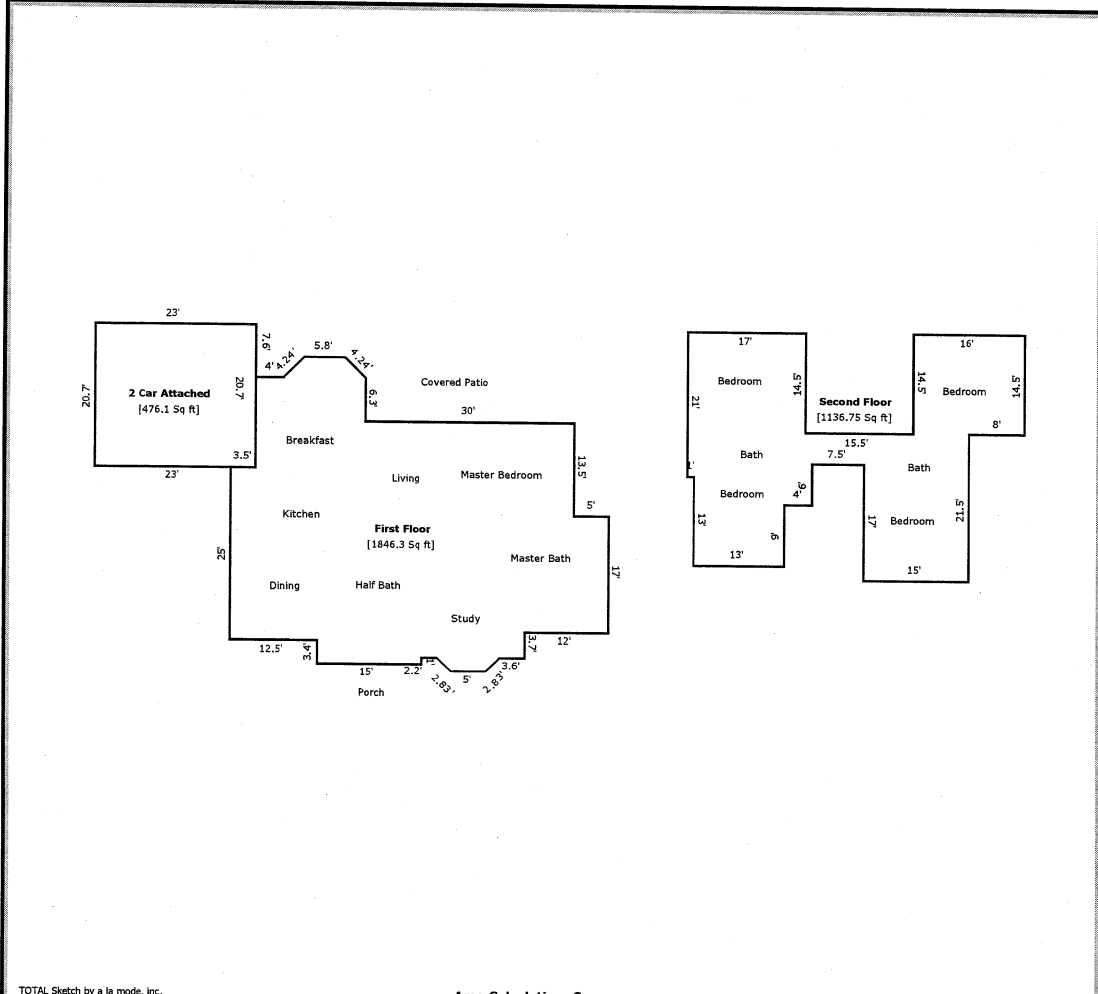 23'
7.6'
4'
4.24'
5.8'
4.24'
6.3'
Covered Patio
30'
20.7'
2 Car Attached
[476.1 Sq ft]
20.7'
3.5'
23'
Breakfast
Living
Master Bedroom
13.5'
5'
Kitchen
First Floor
[1846.3 Sq ft]
25'
Master Bath
17'
Dining
Half Bath
Study
12.5'
3.4'
15'
2.2'
1'
2.83'
5'
2.83'
3.6'
3.7'
12'
Porch
17'
16'
Bedroom
14.5'
14.5'
Bedroom
14.5'
21'
Second Floor
[1136.75 Sq ft]
15.5'
8'
7.5'
Bath
Bath
Bedroom
4'
6'
Bedroom
13'
9'
17'
21.5'
13'
15'
TOTAL Sketch by a la mode, inc.